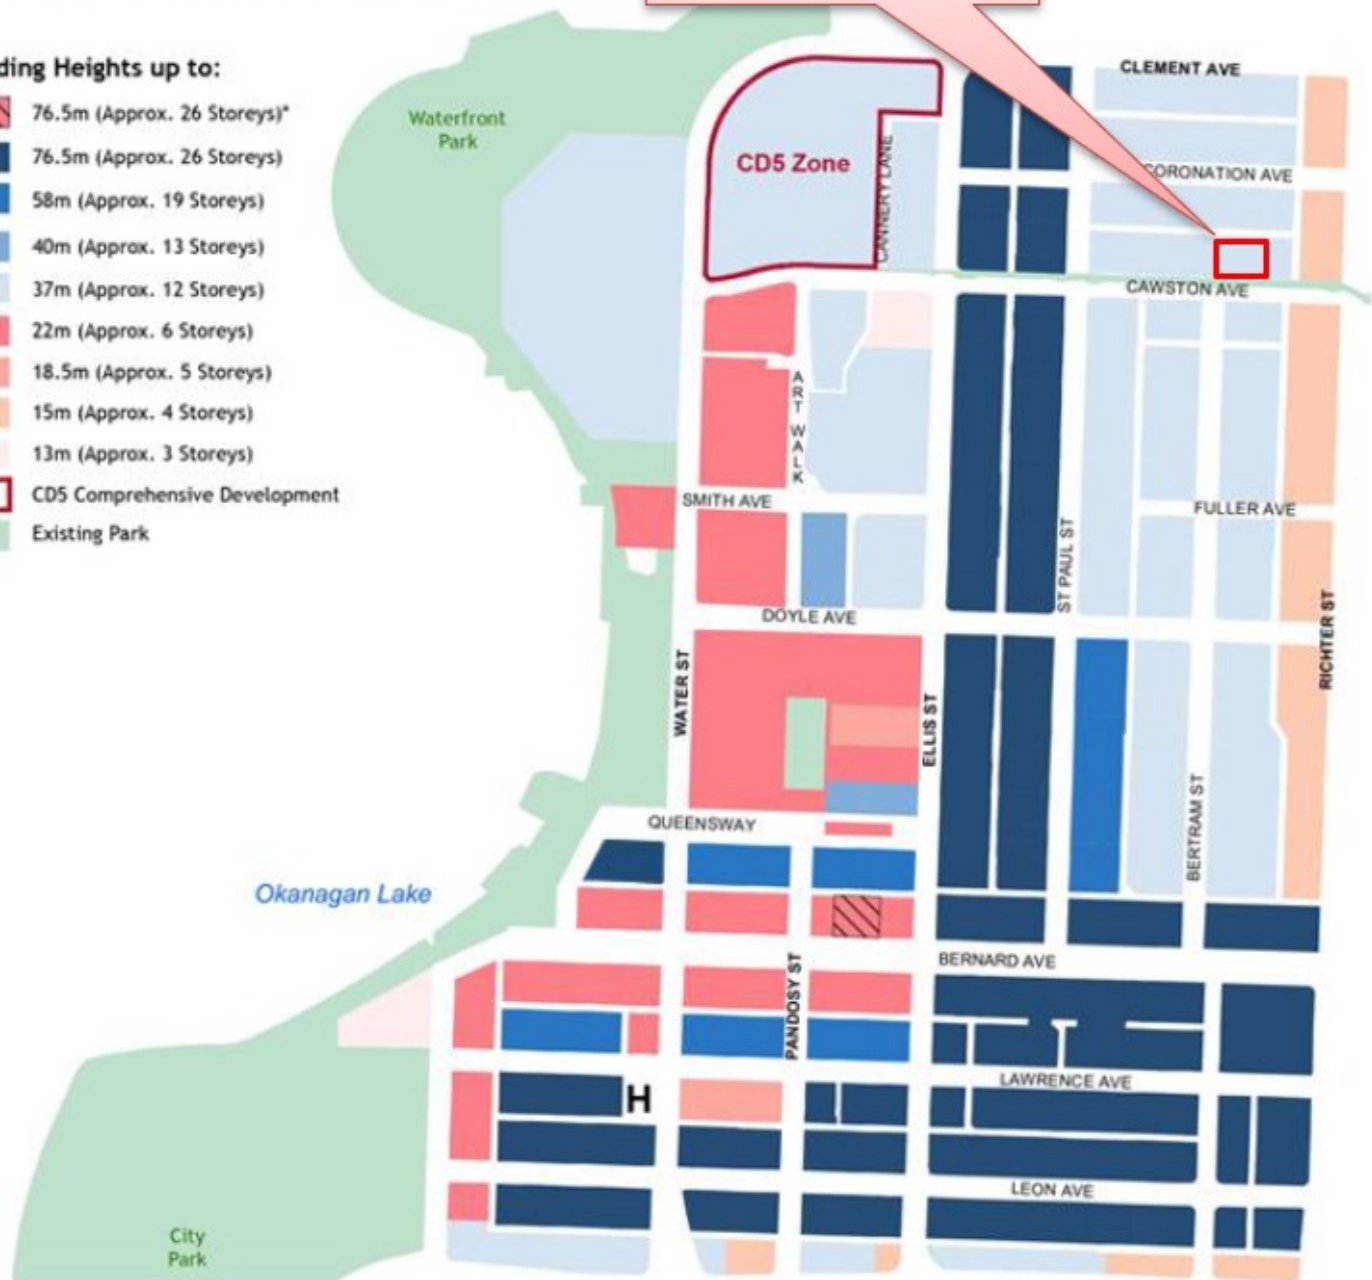 ding Heights up to:
76.5m (Approx. 26 Storeys)*
76.5m (Approx. 26 Storeys)
58m (Approx. 19 Storeys)
40m (Approx. 13 Storeys)
37m (Approx. 12 Storeys)
22m (Approx. 6 Storeys)
18.5m (Approx. 5 Storeys)
15m (Approx. 4 Storeys)
13m (Approx. 3 Storeys)
CD5 Comprehensive Development
Existing Park
Waterfront
Park
CD5 Zone
CANNERY LANE
CLEMENT AVE
CORONATION AVE
CAWSTON AVE
ART WALK
SMITH AVE
FULLER AVE
ST PAUL ST
DOYLE AVE
RICHTER ST
WATER ST
ELLIS ST
BERTRAM ST
QUEENSWAY
Okanagan Lake
BERNARD AVE
PANDOSY ST
LAWRENCE AVE
H
LEON AVE
City
Park